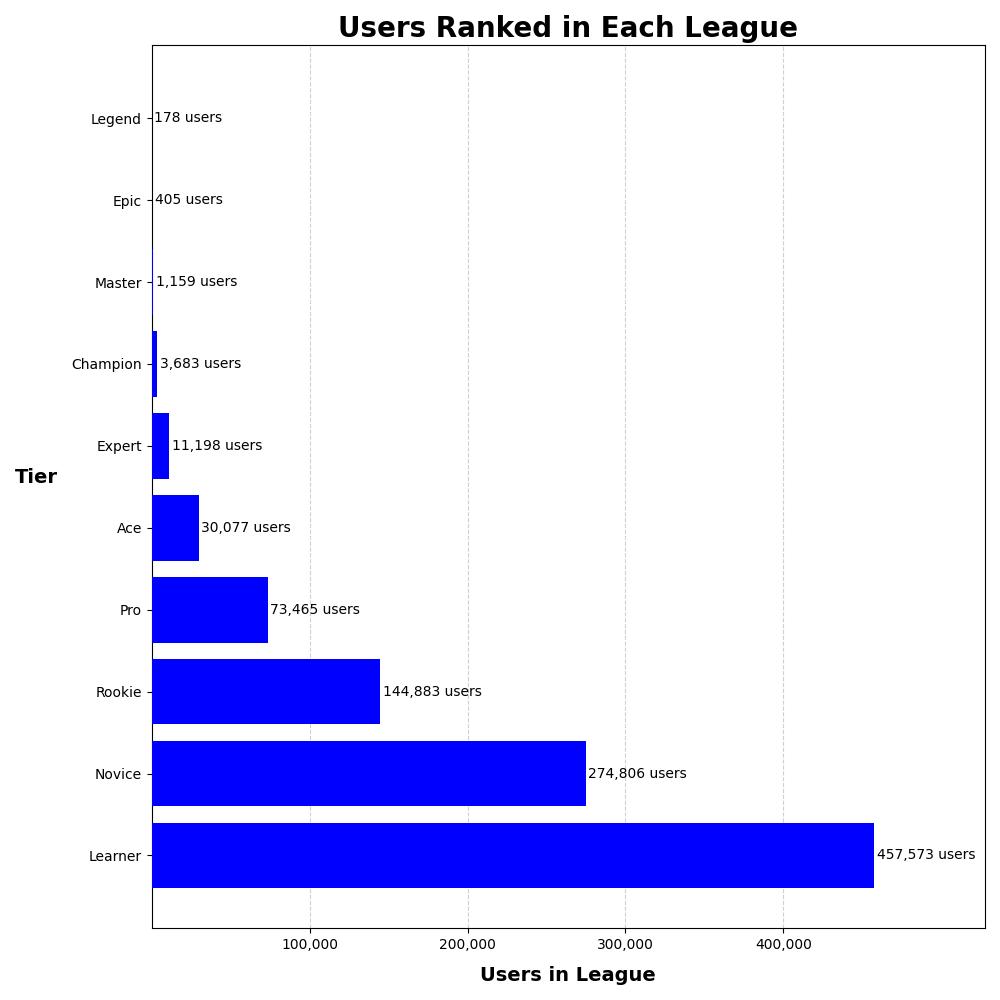 Users Ranked in Each League
Legend 178 users
Epic 405 users
Master 1,159 users
Champion 3,683 users
Expert 11,198 users
Tier
Ace 30,077 users
Pro 73,465 users
Rookie 144,883 users
Novice 274,806 users
Learner 457,573 users
100,000 200,000 300,000 400,000
Users in League